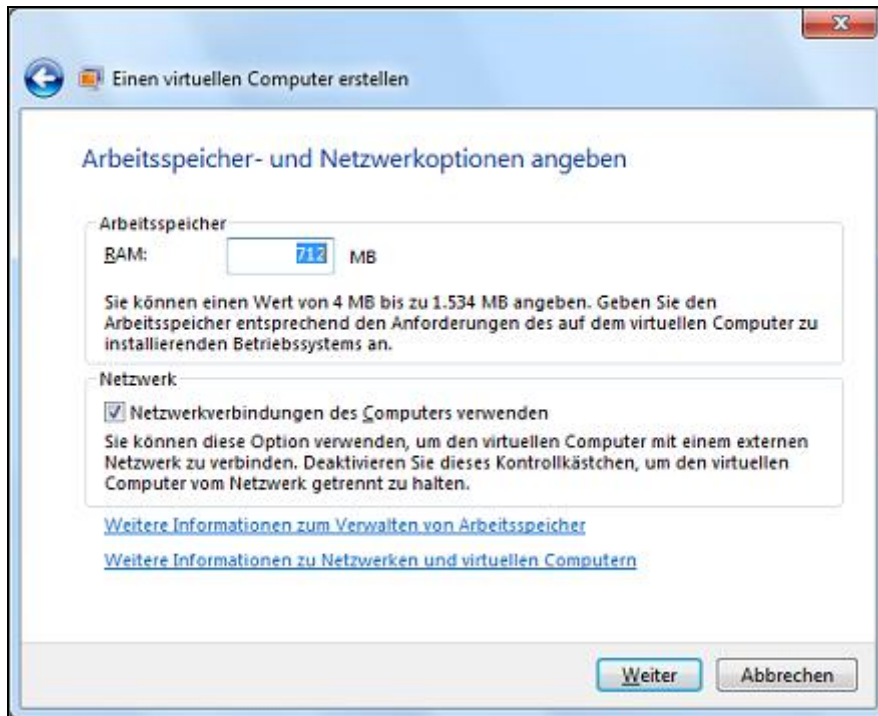 Einen virtuellen Computer erstellen
Arbeitsspeicher- und Netzwerkoptionen angeben
Arbeitsspeicher
RAM: 712 MB
Sie können einen Wert von 4 MB bis zu 1.534 MB angeben. Geben Sie den
Arbeitsspeicher entsprechend den Anforderungen des auf dem virtuellen Computer zu
installierenden Betriebssystems an.
Netzwerk
Netzwerkverbindungen des Computers verwenden
Sie können diese Option verwenden, um den virtuellen Computer mit einem externen
Netzwerk zu verbinden. Deaktivieren Sie dieses Kontrollkästchen, um den virtuellen
Computer vom Netzwerk getrennt zu halten.
Weitere Informationen zum Verwalten von Arbeitsspeicher
Weitere Informationen zu Netzwerken und virtuellen Computern
Weiter Abbrechen